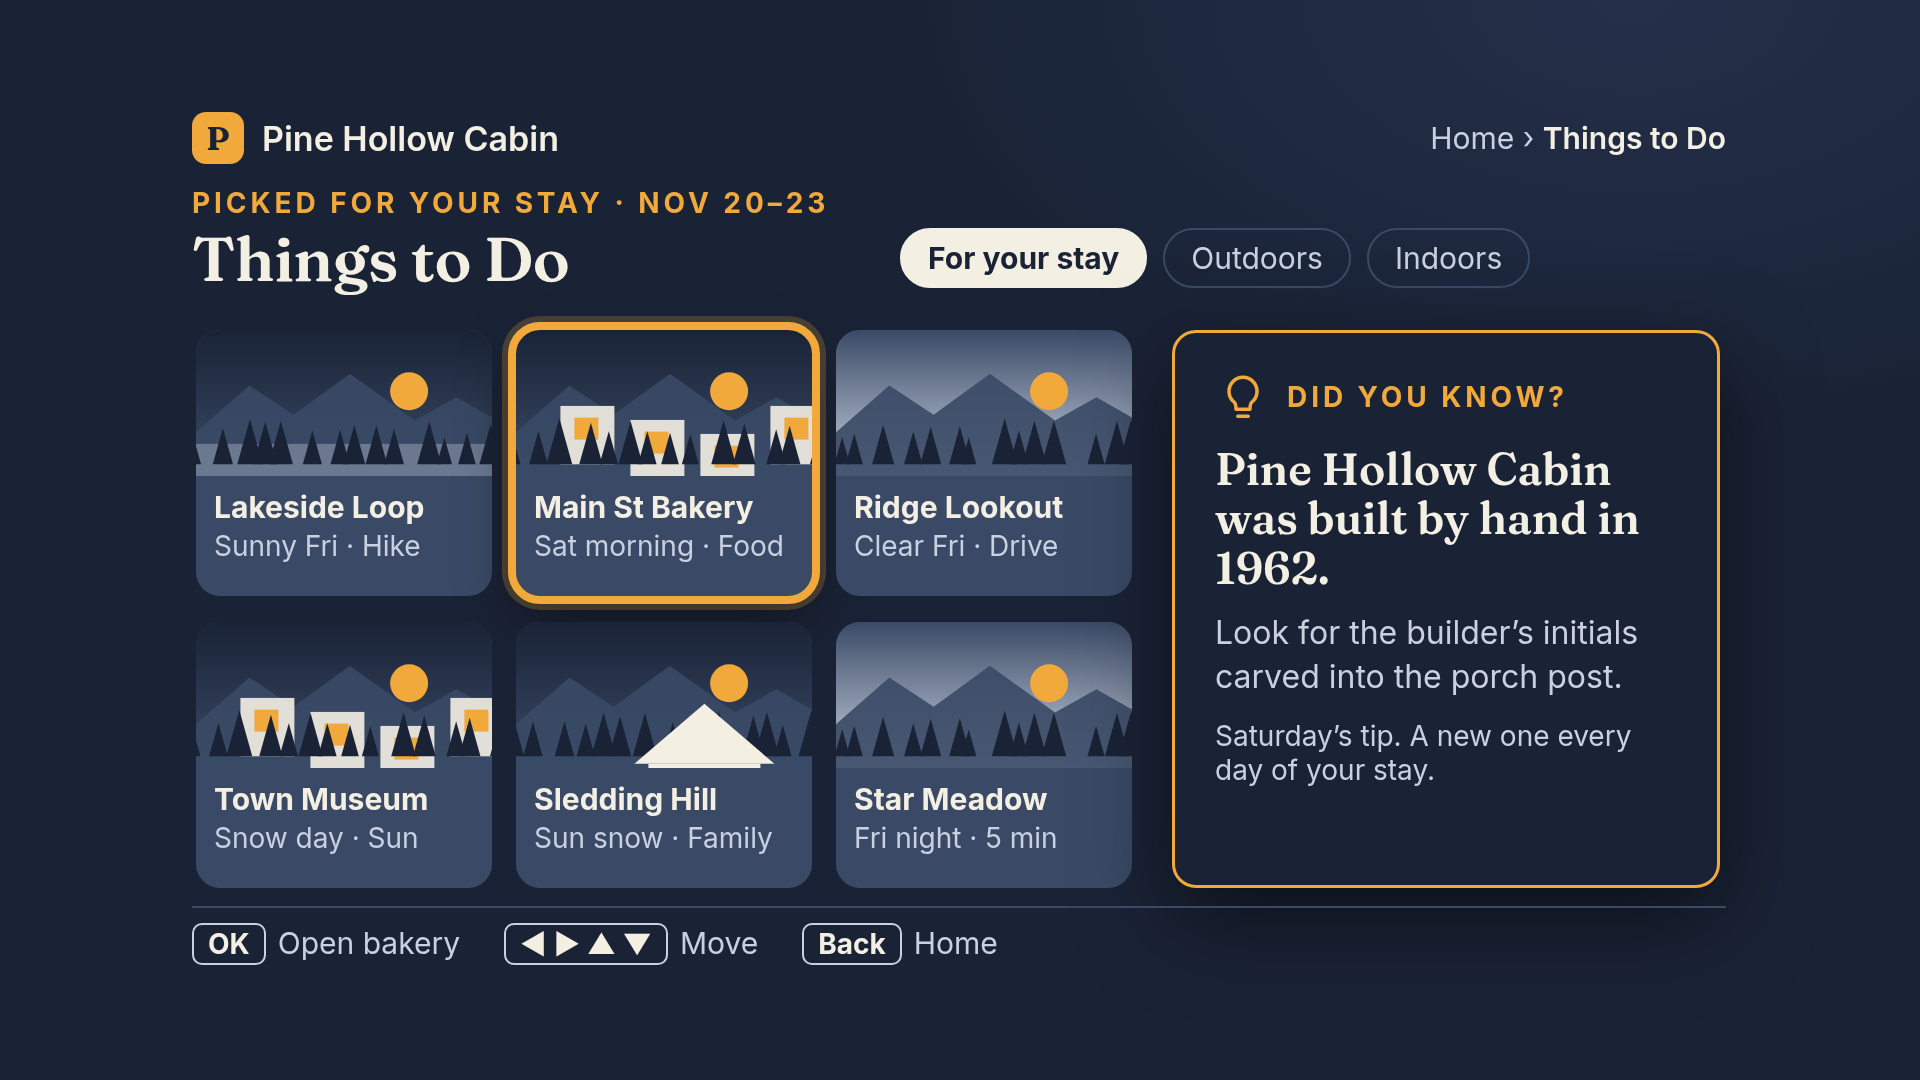 P Pine Hollow Cabin
Home › Things to Do
PICKED FOR YOUR STAY · NOV 20–23
Things to Do
For your stay
Outdoors
Indoors
Lakeside Loop
Sunny Fri · Hike
Main St Bakery
Sat morning · Food
Ridge Lookout
Clear Fri · Drive
Town Museum
Snow day · Sun
Sledding Hill
Sun snow · Family
Star Meadow
Fri night · 5 min
DID YOU KNOW?
Pine Hollow Cabin
was built by hand in
1962.
Look for the builder’s initials
carved into the porch post.
Saturday’s tip. A new one every
day of your stay.
OK Open bakery
◀ ▶ ▲ ▼ Move
Back Home